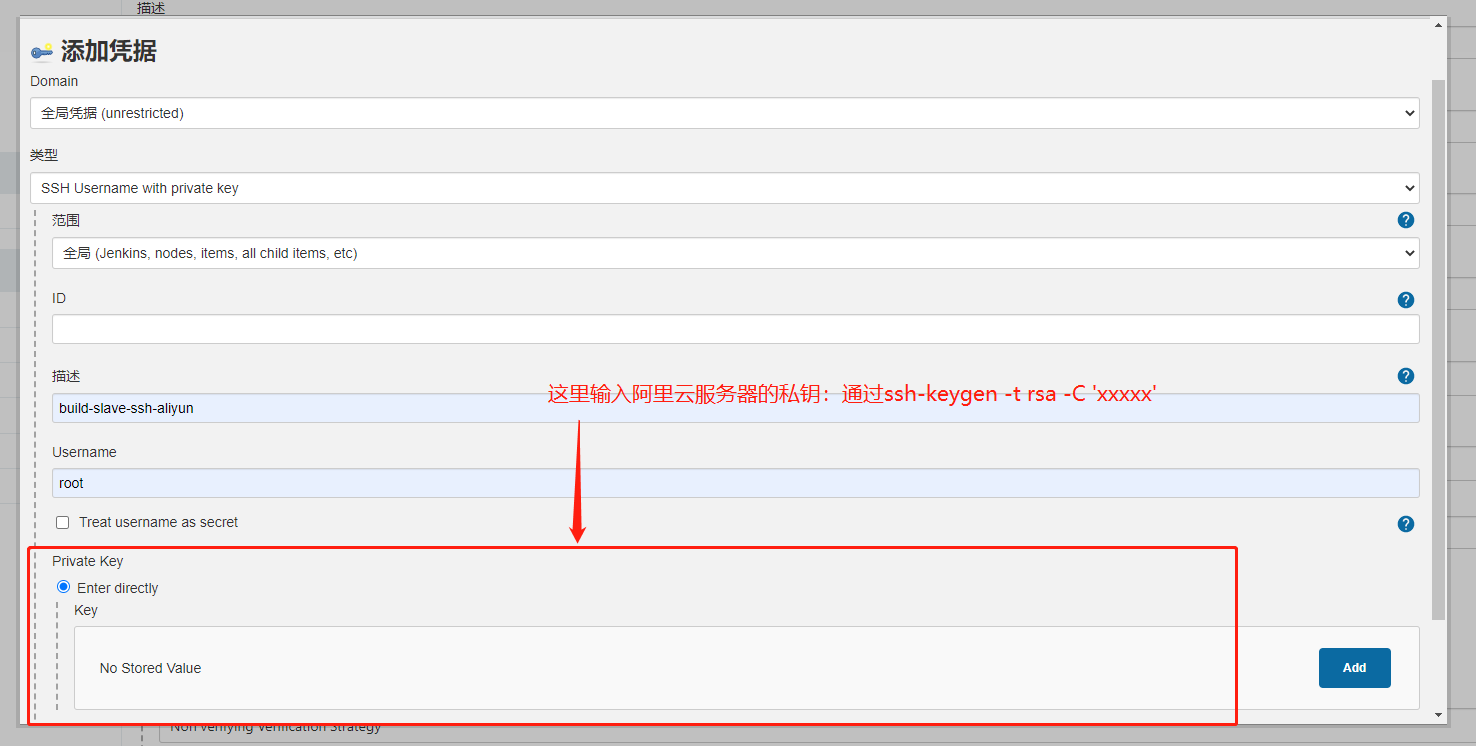 描述
添加凭据
Domain
全局凭据 (unrestricted)
类型
SSH Username with private key
范围
?
全局 (Jenkins, nodes, items, all child items, etc)
ID
?
描述
?
这里输入阿里云服务器的私钥：通过ssh-keygen -t rsa -C 'xxxxx'
build-slave-ssh-aliyun
Username
root
Treat username as secret
?
Private Key
Enter directly
Key
No Stored Value
Add
Non verifying Verification Strategy